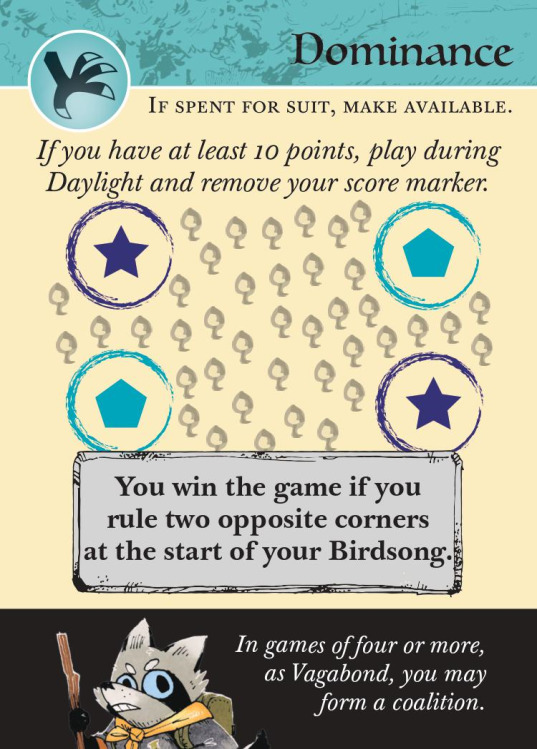 Dominance
If spent for suit, make available.
If you have at least 10 points, play during
Daylight and remove your score marker.
You win the game if you
rule two opposite corners
at the start of your Birdsong.
In games of four or more,
as Vagabond, you may
form a coalition.